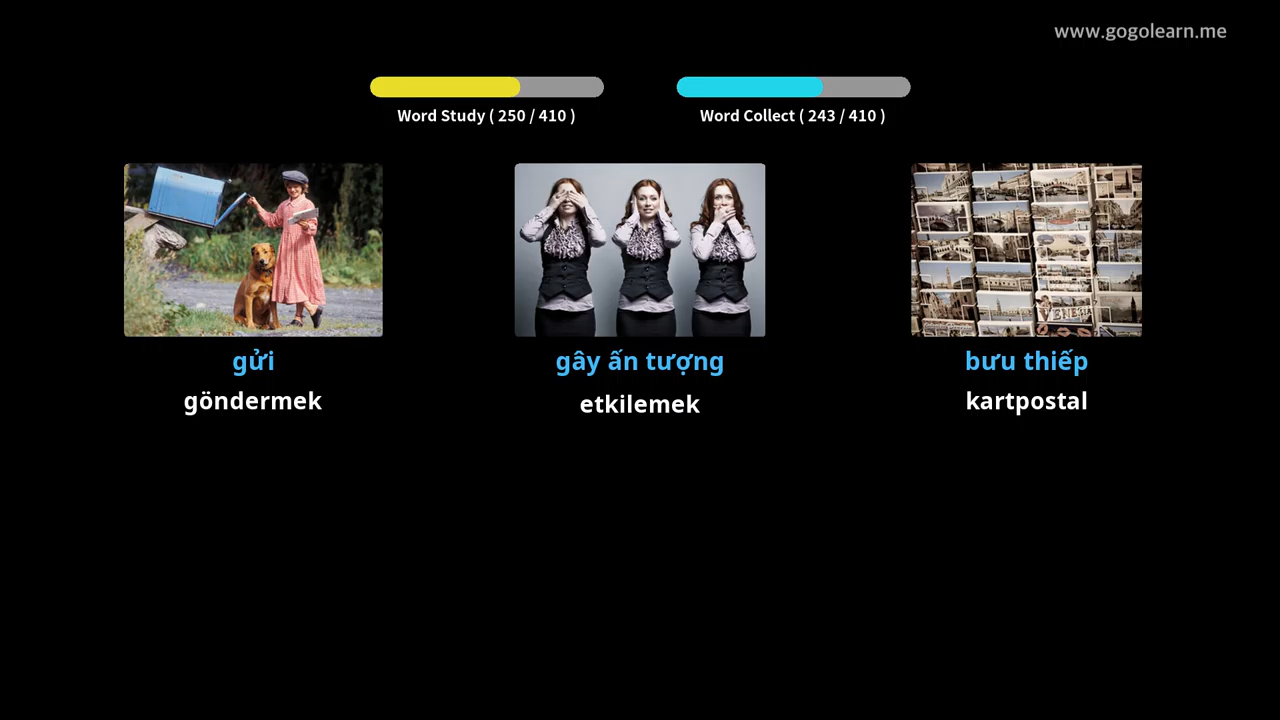 www.gogolearn.me
Word Study ( 250 / 410 )
Word Collect ( 243 / 410 )
VENEZIA
gửi
gây ấn tượng
bưu thiếp
göndermek
etkilemek
kartpostal